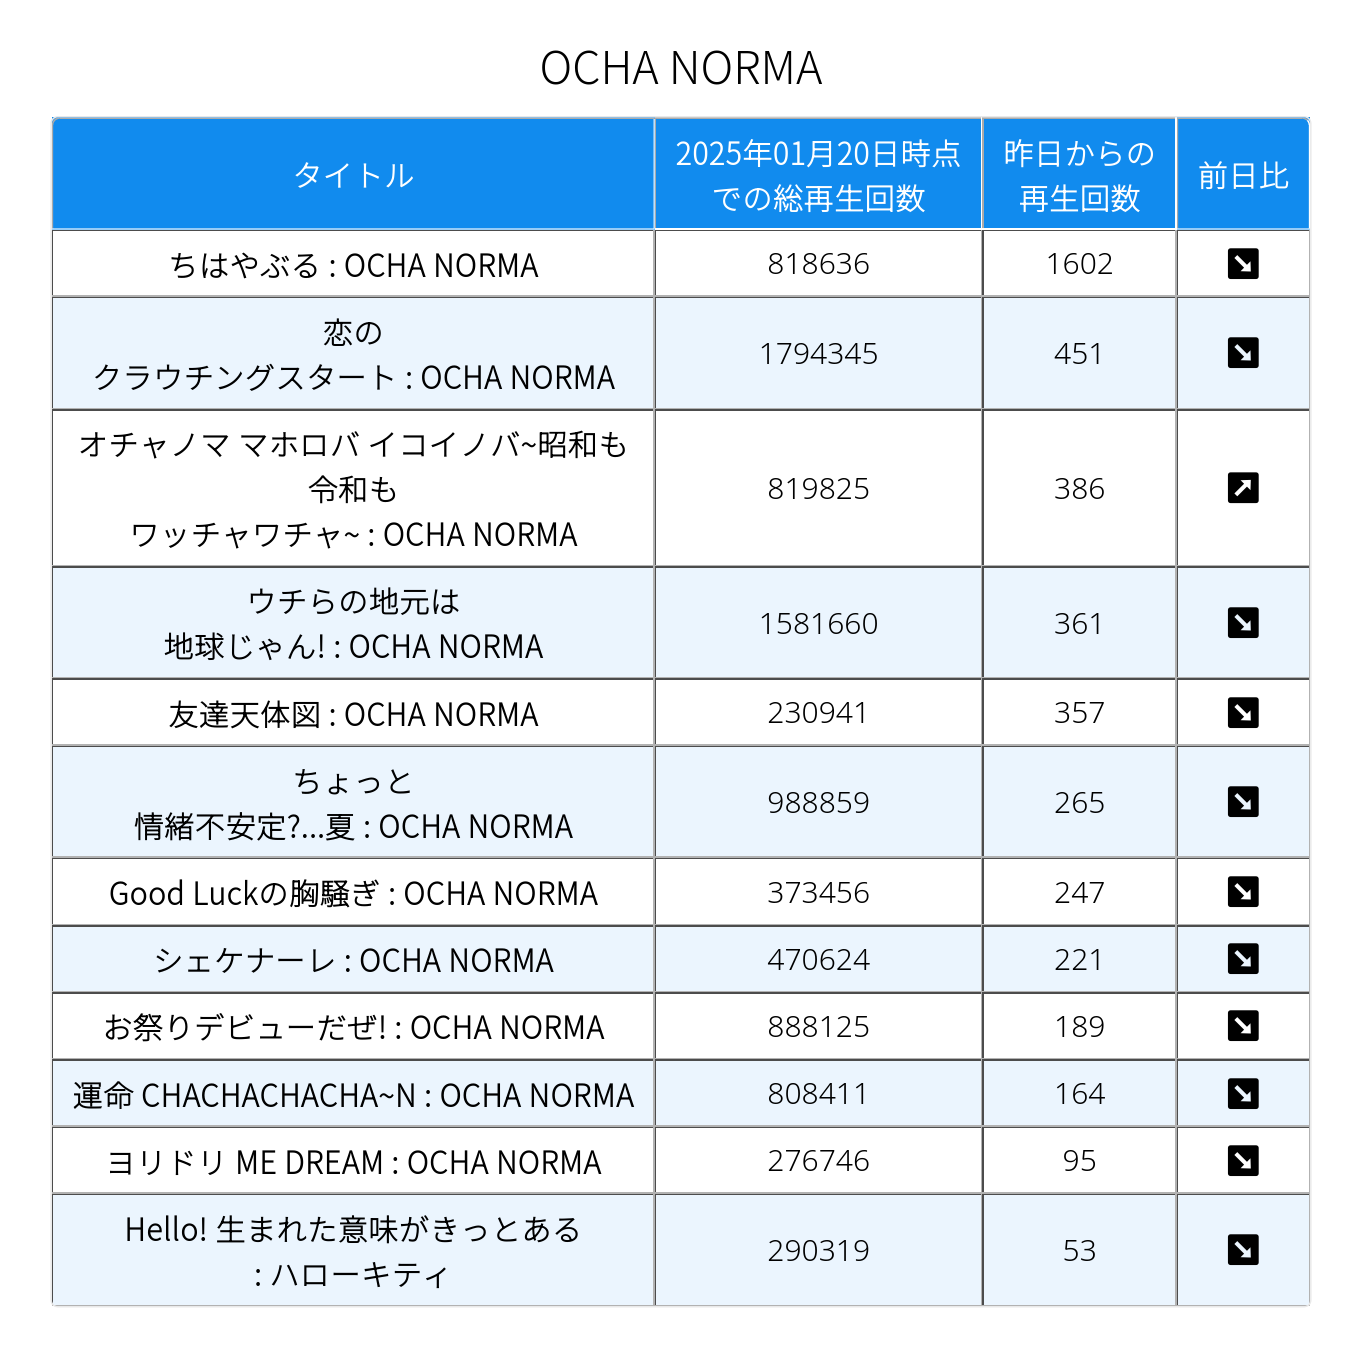 OCHA NORMA
タイトル
2025年01月20日時点
での総再生回数
昨日からの
再生回数
前日比
ちはやぶる : OCHA NORMA
818636
1602
恋の
クラウチングスタート : OCHA NORMA
1794345
451
オチャノマ マホロバ イコイノバ~昭和も
令和も
ワッチャワチャ~ : OCHA NORMA
819825
386
ウチらの地元は
地球じゃん! : OCHA NORMA
1581660
361
友達天体図 : OCHA NORMA
230941
357
ちょっと
情緒不安定?...夏 : OCHA NORMA
988859
265
Good Luckの胸騒ぎ : OCHA NORMA
373456
247
シェケナーレ : OCHA NORMA
470624
221
お祭りデビューだぜ! : OCHA NORMA
888125
189
運命 CHACHACHACHA~N : OCHA NORMA
808411
164
ヨリドリ ME DREAM : OCHA NORMA
276746
95
Hello! 生まれた意味がきっとある
: ハローキティ
290319
53